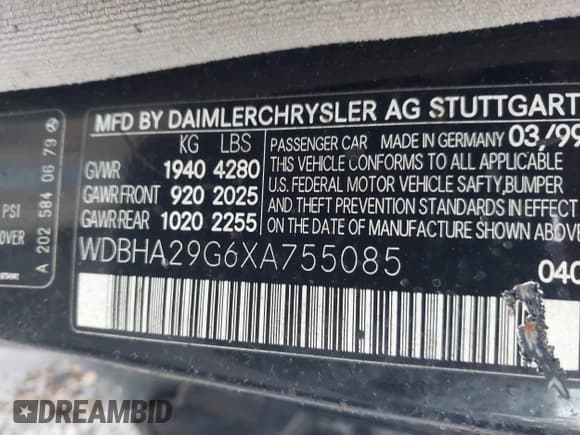 MFD BY DAIMLERCHRYSLER AG STUTTGART
KG LBS
GVWR 1940 4280
GAWR FRONT 920 2025
GAWR REAR 1020 2255
PASSENGER CAR MADE IN GERMANY 03/99
THIS VEHICLE CONFORMS TO ALL APPLICABLE
U.S. FEDERAL MOTOR VEHICLE SAFTY,BUMPER
AND THEFT PREVENTION STANDARDS IN EFFECT
ON THE DATE OF MANUFACTURE SHOWN ABOVE
WDBHA29G6XA755085
040
PSI
OVER
A 202 584 06 79
DREAMBID